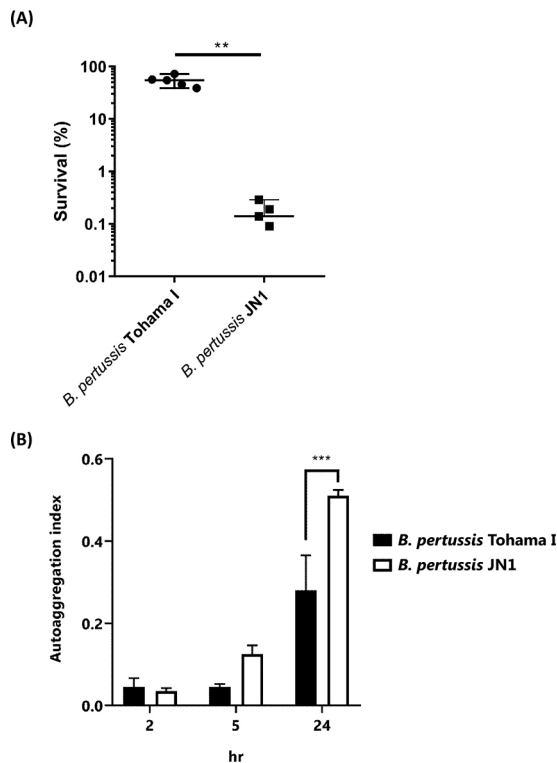 (A)
**
100
10
1
0.1
0.01
Survival (%)
B. pertussis Tohama I
B. pertussis JN1
(B)
0.6
0.4
0.2
0.0
Autoaggregation index
***
B. pertussis Tohama I
B. pertussis JN1
2 5 24
hr